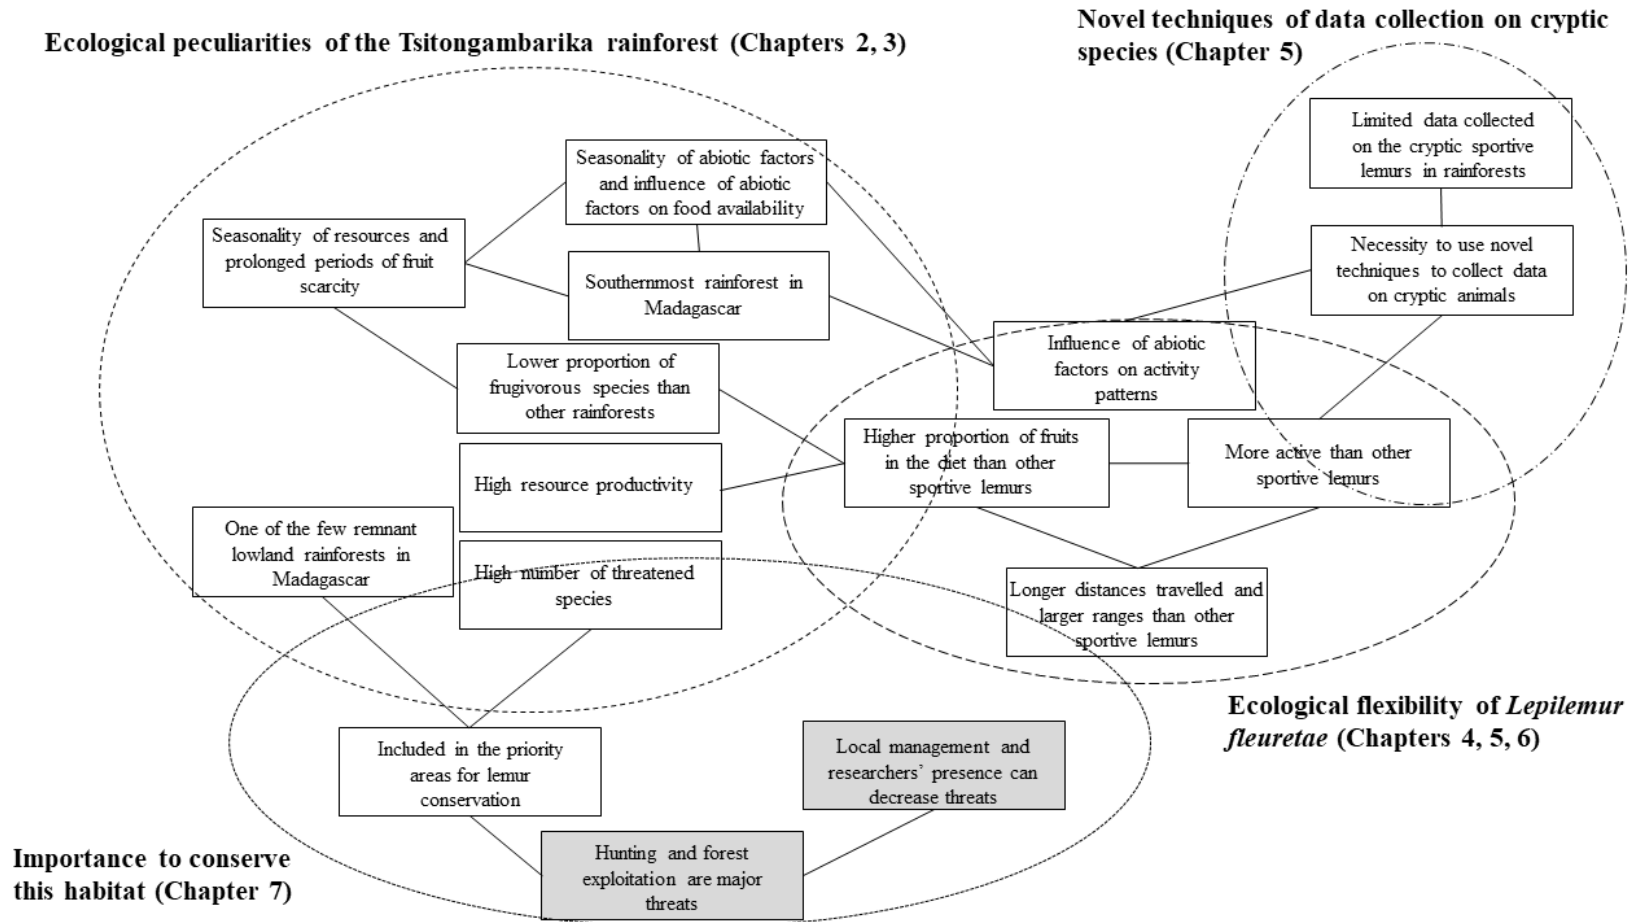 Ecological peculiarities of the Tsitongambarika rainforest (Chapters 2, 3)
Novel techniques of data collection on cryptic
species (Chapter 5)
Limited data collected
on the cryptic sportive
lemurs in rainforests
Seasonality of abiotic factors
and influence of abiotic
factors on food availability
Seasonality of resources and
prolonged periods of fruit
scarcity
Necessity to use novel
techniques to collect data
on cryptic animals
Southernmost rainforest in
Madagascar
Influence of abiotic
factors on activity
patterns
Lower proportion of
frugivorous species than
other rainforests
Higher proportion of fruits
in the diet than other
sportive lemurs
More active than other
sportive lemurs
High resource productivity
One of the few remnant
lowland rainforests in
Madagascar
High number of threatened
species
Longer distances travelled and
larger ranges than other
sportive lemurs
Ecological flexibility of Lepilemur
fleuretae (Chapters 4, 5, 6)
Included in the priority
areas for lemur
conservation
Local management and
researchers’ presence can
decrease threats
Importance to conserve
this habitat (Chapter 7)
Hunting and forest
exploitation are major
threats